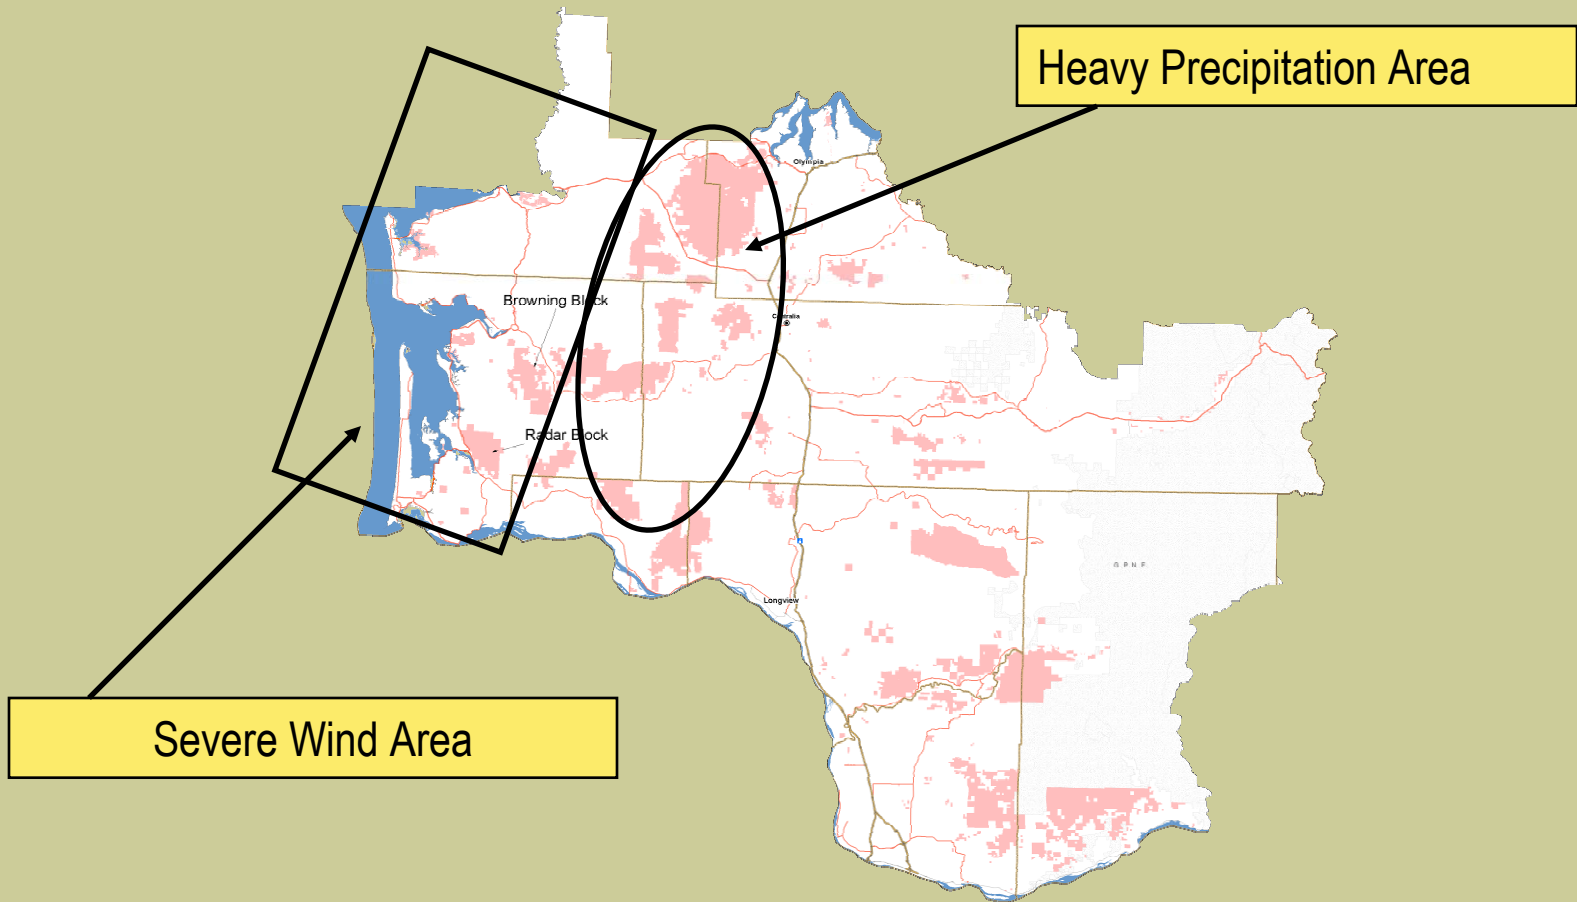 Heavy Precipitation Area
Olympia
Browning Block
Centralia
Radar Block
G P N F
Longview
Severe Wind Area